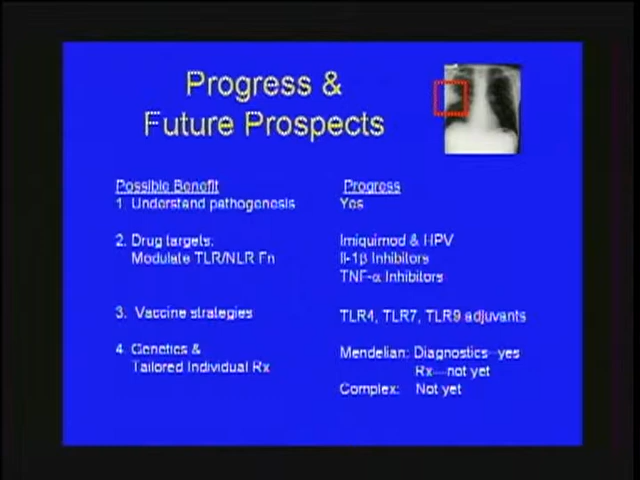 Progress &
Future Prospects
Possible Benefit Progress
1 Understand pathogenesis Yes
2. Drug targets: Imiquimod & HPV
Modulate TLR/NLR Fn Il-1β Inhibitors
TNF-α Inhibitors
3. Vaccine strategies TLR4, TLR7, TLR9 adjuvants
4. Genetics & Mendelian: Diagnostics--yes
Tailored Individual Rx Rx---not yet
Complex: Not yet